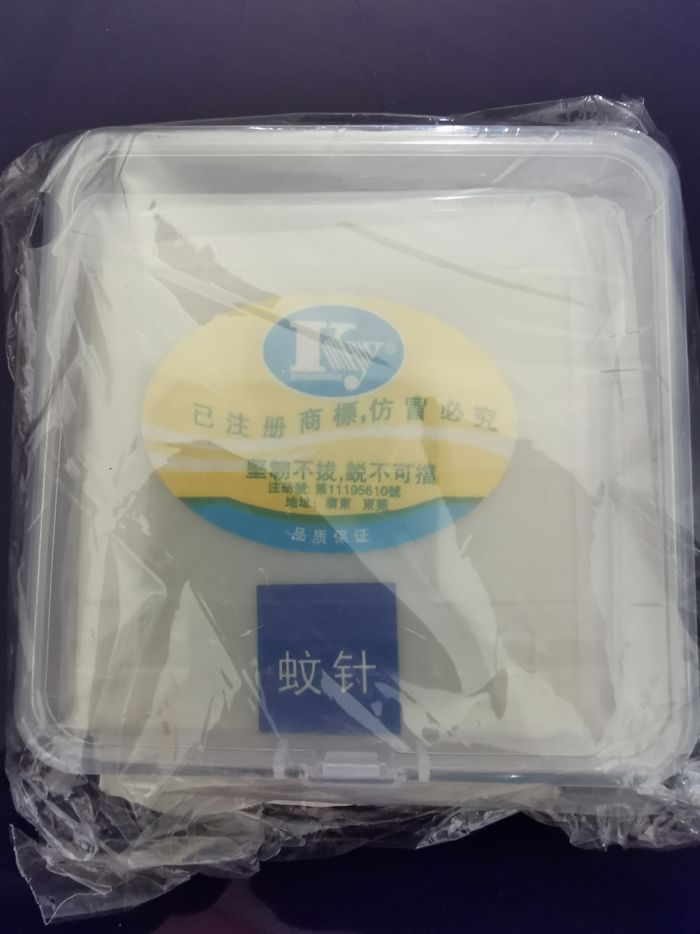 Ky®
pneumatic
已注册商標,仿冒必究
堅韌不拔,鋭不可擋
注册號: 第11195610號
地址: 廣東 東莞
品质保证
蚊针